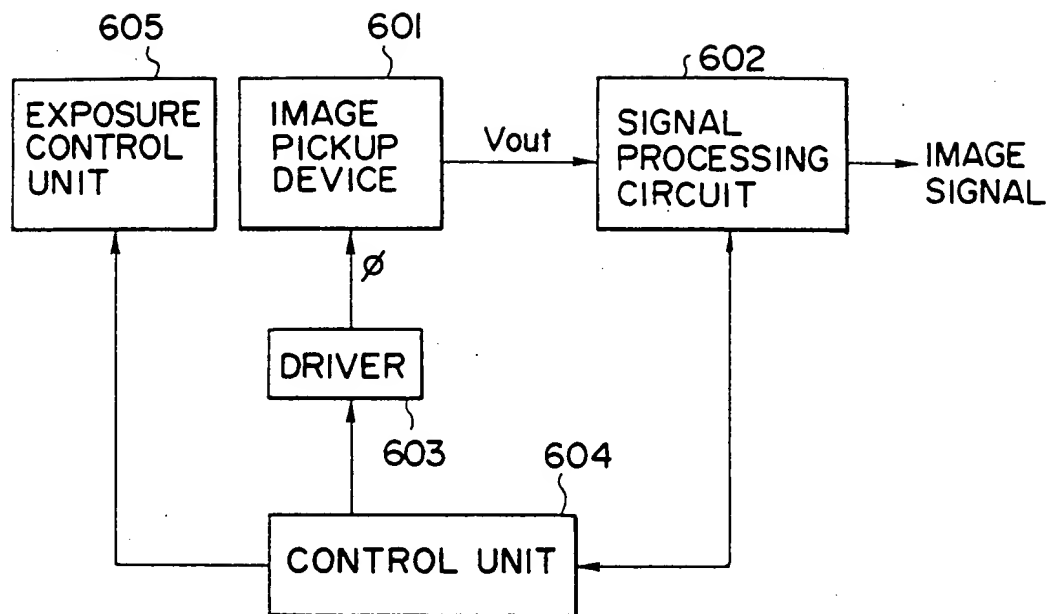 605
601
602
EXPOSURE
CONTROL
UNIT
IMAGE
PICKUP
DEVICE
Vout
SIGNAL
PROCESSING
CIRCUIT
IMAGE
SIGNAL
ø
DRIVER
603
604
CONTROL UNIT